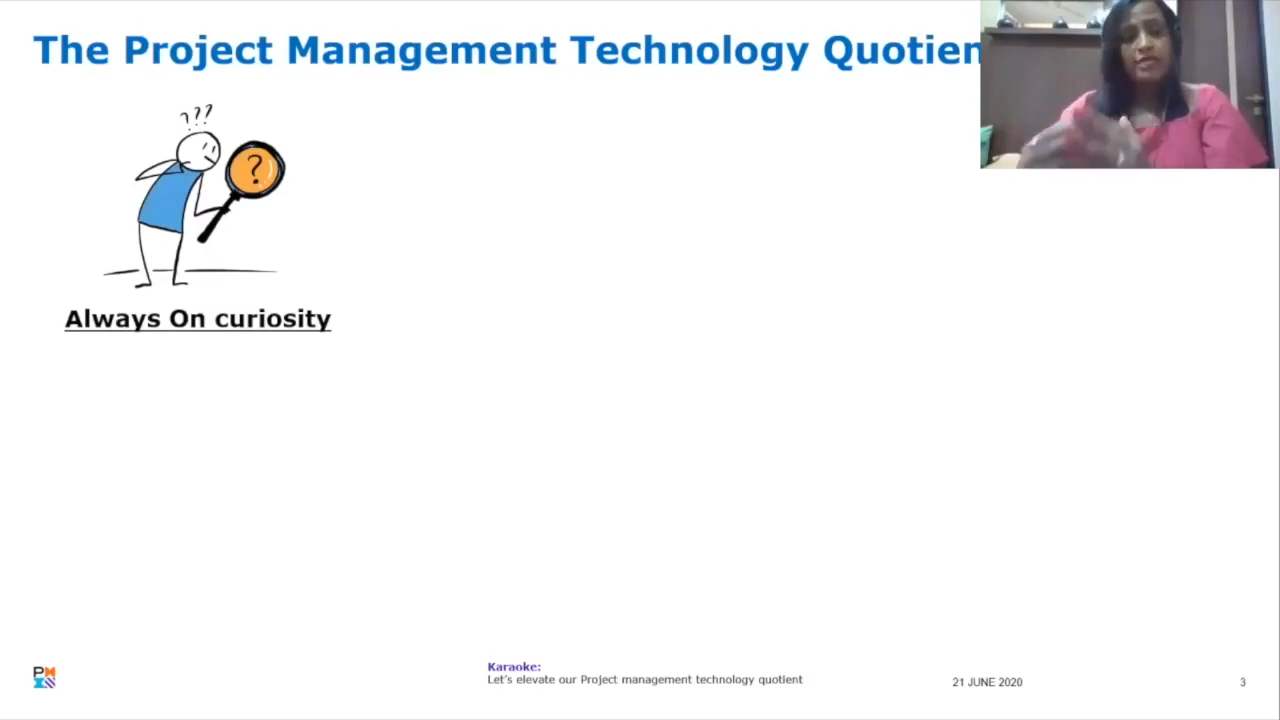 The Project Management Technology Quotien
???
?
Always On curiosity
PM
Karaoke:
Let's elevate our Project management technology quotient
21 JUNE 2020
3